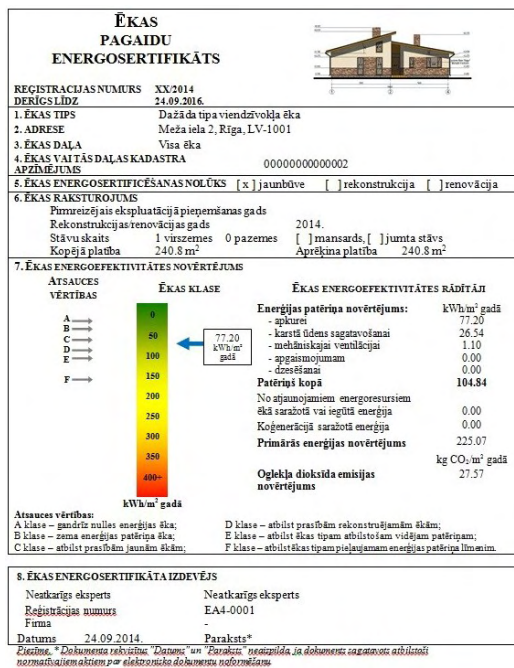 ĒKAS
PAGAIDU
ENERGOSERTIFIKĀTS
REĢISTRACIJAS NUMURS XX/2014
DERĪGS LĪDZ 24.09.2016.
1. ĒKAS TIPS Dažāda tipa viendzīvokļa ēka
2. ADRESE Meža iela 2, Rīga, LV-1001
3. ĒKAS DAĻA Visa ēka
4. ĒKAS VAI TĀS DAĻAS KADASTRA
APZĪMĒJUMS 00000000000002
5. ĒKAS ENERGOSERTIFICĒŠANAS NOLŪKS [ x ] jaunbūve [ ] rekonstrukcija [ ] renovācija
6. ĒKAS RAKSTUROJUMS
Pirmreizējais ekspluatācijā pieņemšanas gads
Rekonstrukcijas/renovācijas gads 2014.
Stāvu skaits 1 virszemes 0 pazemes [ ] mansards, [ ] jumta stāvs
Kopējā platība 240.8 m² Aprēķina platība 240.8 m²
7. ĒKAS ENERGOEFEKTIVITĀTES NOVĒRTĒJUMS
ATSAUCES
VĒRTĪBAS
ĒKAS KLASE
ĒKAS ENERGOEFEKTIVITĀTES RĀDĪTĀJI
A
B
C
D
E
F
0
50
100
150
200
250
300
350
400+
kWh/m² gadā
77.20
kWh/m²
gadā
Enerģijas patēriņa novērtējums: kWh/m² gadā
- apkurei 77.20
- karstā ūdens sagatavošanai 26.54
- mehāniskajai ventilācijai 1.10
- apgaismojumam 0.00
- dzesēšanai 0.00
Patēriņš kopā 104.84
No atjaunojamiem energoresursiem
ēkā saražotā vai iegūtā enerģija 0.00
Koģenerācijā saražotā enerģija 0.00
Primārās enerģijas novērtējums 225.07
kg CO₂/m² gadā
Oglekļa dioksīda emisijas 27.57
novērtējums
Atsauces vērtības:
A klase – gandrīz nulles enerģijas ēka; D klase – atbilst prasībām rekonstruējamām ēkām;
B klase – zema enerģijas patēriņa ēka; E klase – atbilst ēkas tipam atbilstošam vidējam patēriņam;
C klase – atbilst prasībām jaunām ēkām; F klase – atbilst ēkas tipam pieļaujamam enerģijas patēriņa līmenim.
8. ĒKAS ENERGOSERTIFIKĀTA IZDEVĒJS
Neatkarīgs eksperts Neatkarīgs eksperts
Reģistrācijas numurs EA4-0001
Firma -
Datums 24.09.2014. Paraksts*
Piezīme. * Dokumenta rekvizītus "Datums" un "Paraksts" neaizpilda, ja dokuments sagatavots atbilstoši
normatīvajiem aktiem par elektronisko dokumentu noformēšanu.